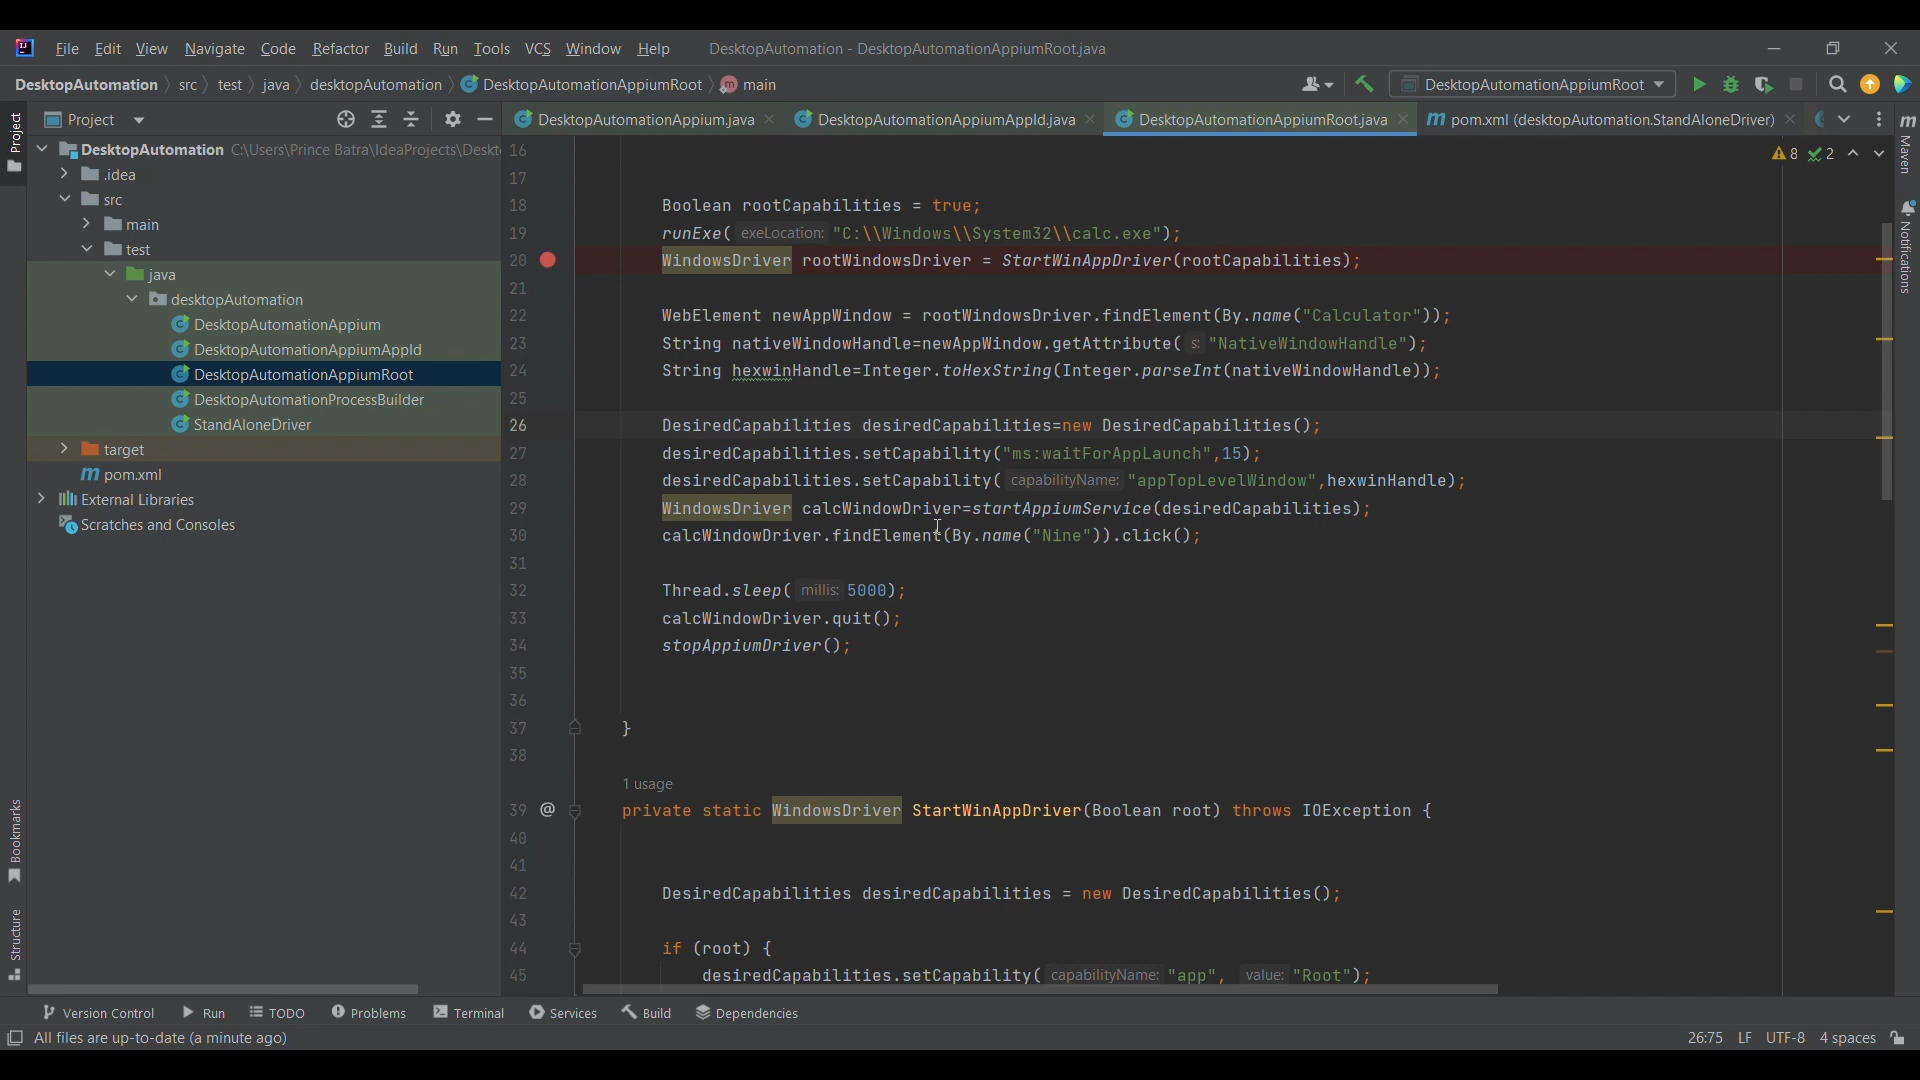 File Edit View Navigate Code Refactor Build Run Tools VCS Window Help DesktopAutomation - DesktopAutomationAppiumRoot.java
DesktopAutomation src test java desktopAutomation DesktopAutomationAppiumRoot main DesktopAutomationAppiumRoot
Project DesktopAutomationAppium.java DesktopAutomationAppiumAppId.java DesktopAutomationAppiumRoot.java pom.xml (desktopAutomation.StandAloneDriver)
Project
DesktopAutomation C:\Users\Prince Batra\IdeaProjects\Deskt
.idea
src
main
test
java
desktopAutomation
DesktopAutomationAppium
DesktopAutomationAppiumAppId
DesktopAutomationAppiumRoot
DesktopAutomationProcessBuilder
StandAloneDriver
target
pom.xml
External Libraries
Scratches and Consoles
Bookmarks
Structure
8 2
16
17
18 Boolean rootCapabilities = true;
19 runExe( exeLocation: "C:\\Windows\\System32\\calc.exe");
20 WindowsDriver rootWindowsDriver = StartWinAppDriver(rootCapabilities);
21
22 WebElement newAppWindow = rootWindowsDriver.findElement(By.name("Calculator"));
23 String nativeWindowHandle=newAppWindow.getAttribute( s: "NativeWindowHandle");
24 String hexwinHandle=Integer.toHexString(Integer.parseInt(nativeWindowHandle));
25
26 DesiredCapabilities desiredCapabilities=new DesiredCapabilities();
27 desiredCapabilities.setCapability("ms:waitForAppLaunch",15);
28 desiredCapabilities.setCapability( capabilityName: "appTopLevelWindow",hexwinHandle);
29 WindowsDriver calcWindowDriver=startAppiumService(desiredCapabilities);
30 calcWindowDriver.findElement(By.name("Nine")).click();
31
32 Thread.sleep( millis: 5000);
33 calcWindowDriver.quit();
34 stopAppiumDriver();
35
36
37 }
38
1 usage
39 @ private static WindowsDriver StartWinAppDriver(Boolean root) throws IOException {
40
41
42 DesiredCapabilities desiredCapabilities = new DesiredCapabilities();
43
44 if (root) {
45 desiredCapabilities.setCapability( capabilityName: "app", value: "Root");
Maven
Notifications
Version Control Run TODO Problems Terminal Services Build Dependencies
All files are up-to-date (a minute ago) 26:75 LF UTF-8 4 spaces